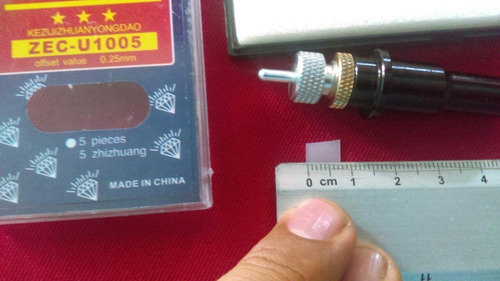 KEZIJIZHUANYONGDAO
ZEC-U1005
offset value 0.25mm
5 pieces
5 zhizhuang
MADE IN CHINA
0 cm 1 2 3 4